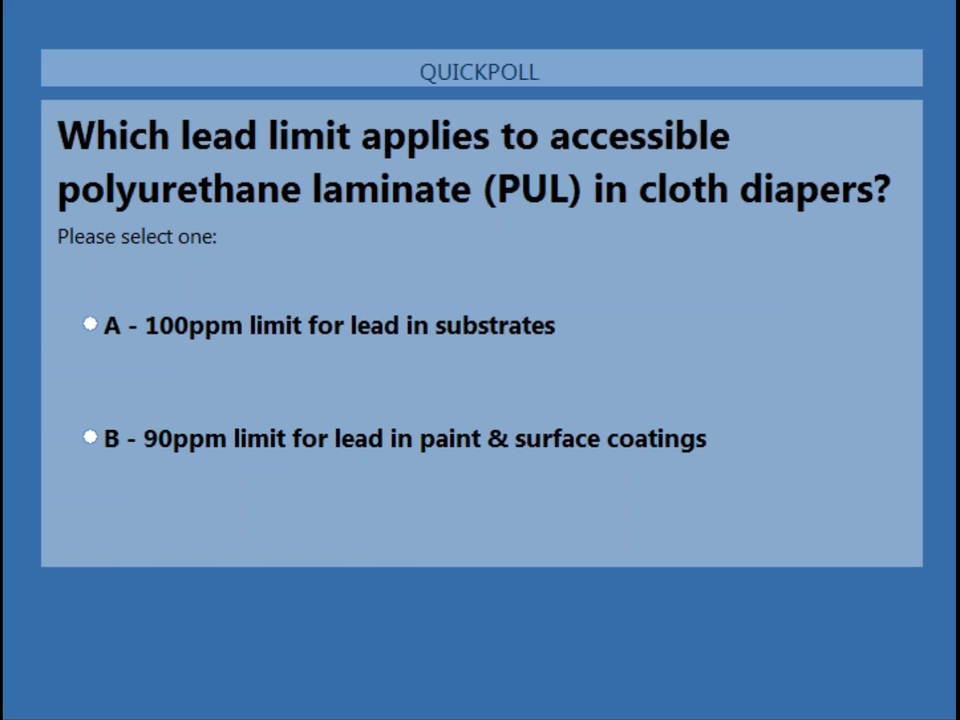 QUICKPOLL
Which lead limit applies to accessible
polyurethane laminate (PUL) in cloth diapers?
Please select one:
A - 100ppm limit for lead in substrates
B - 90ppm limit for lead in paint & surface coatings